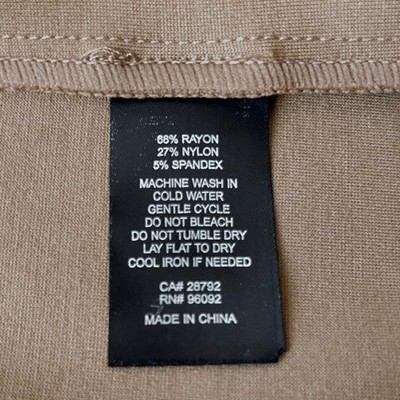 68% RAYON
27% NYLON
5% SPANDEX
MACHINE WASH IN
COLD WATER
GENTLE CYCLE
DO NOT BLEACH
DO NOT TUMBLE DRY
LAY FLAT TO DRY
COOL IRON IF NEEDED
CA# 28792
RN# 96092
MADE IN CHINA